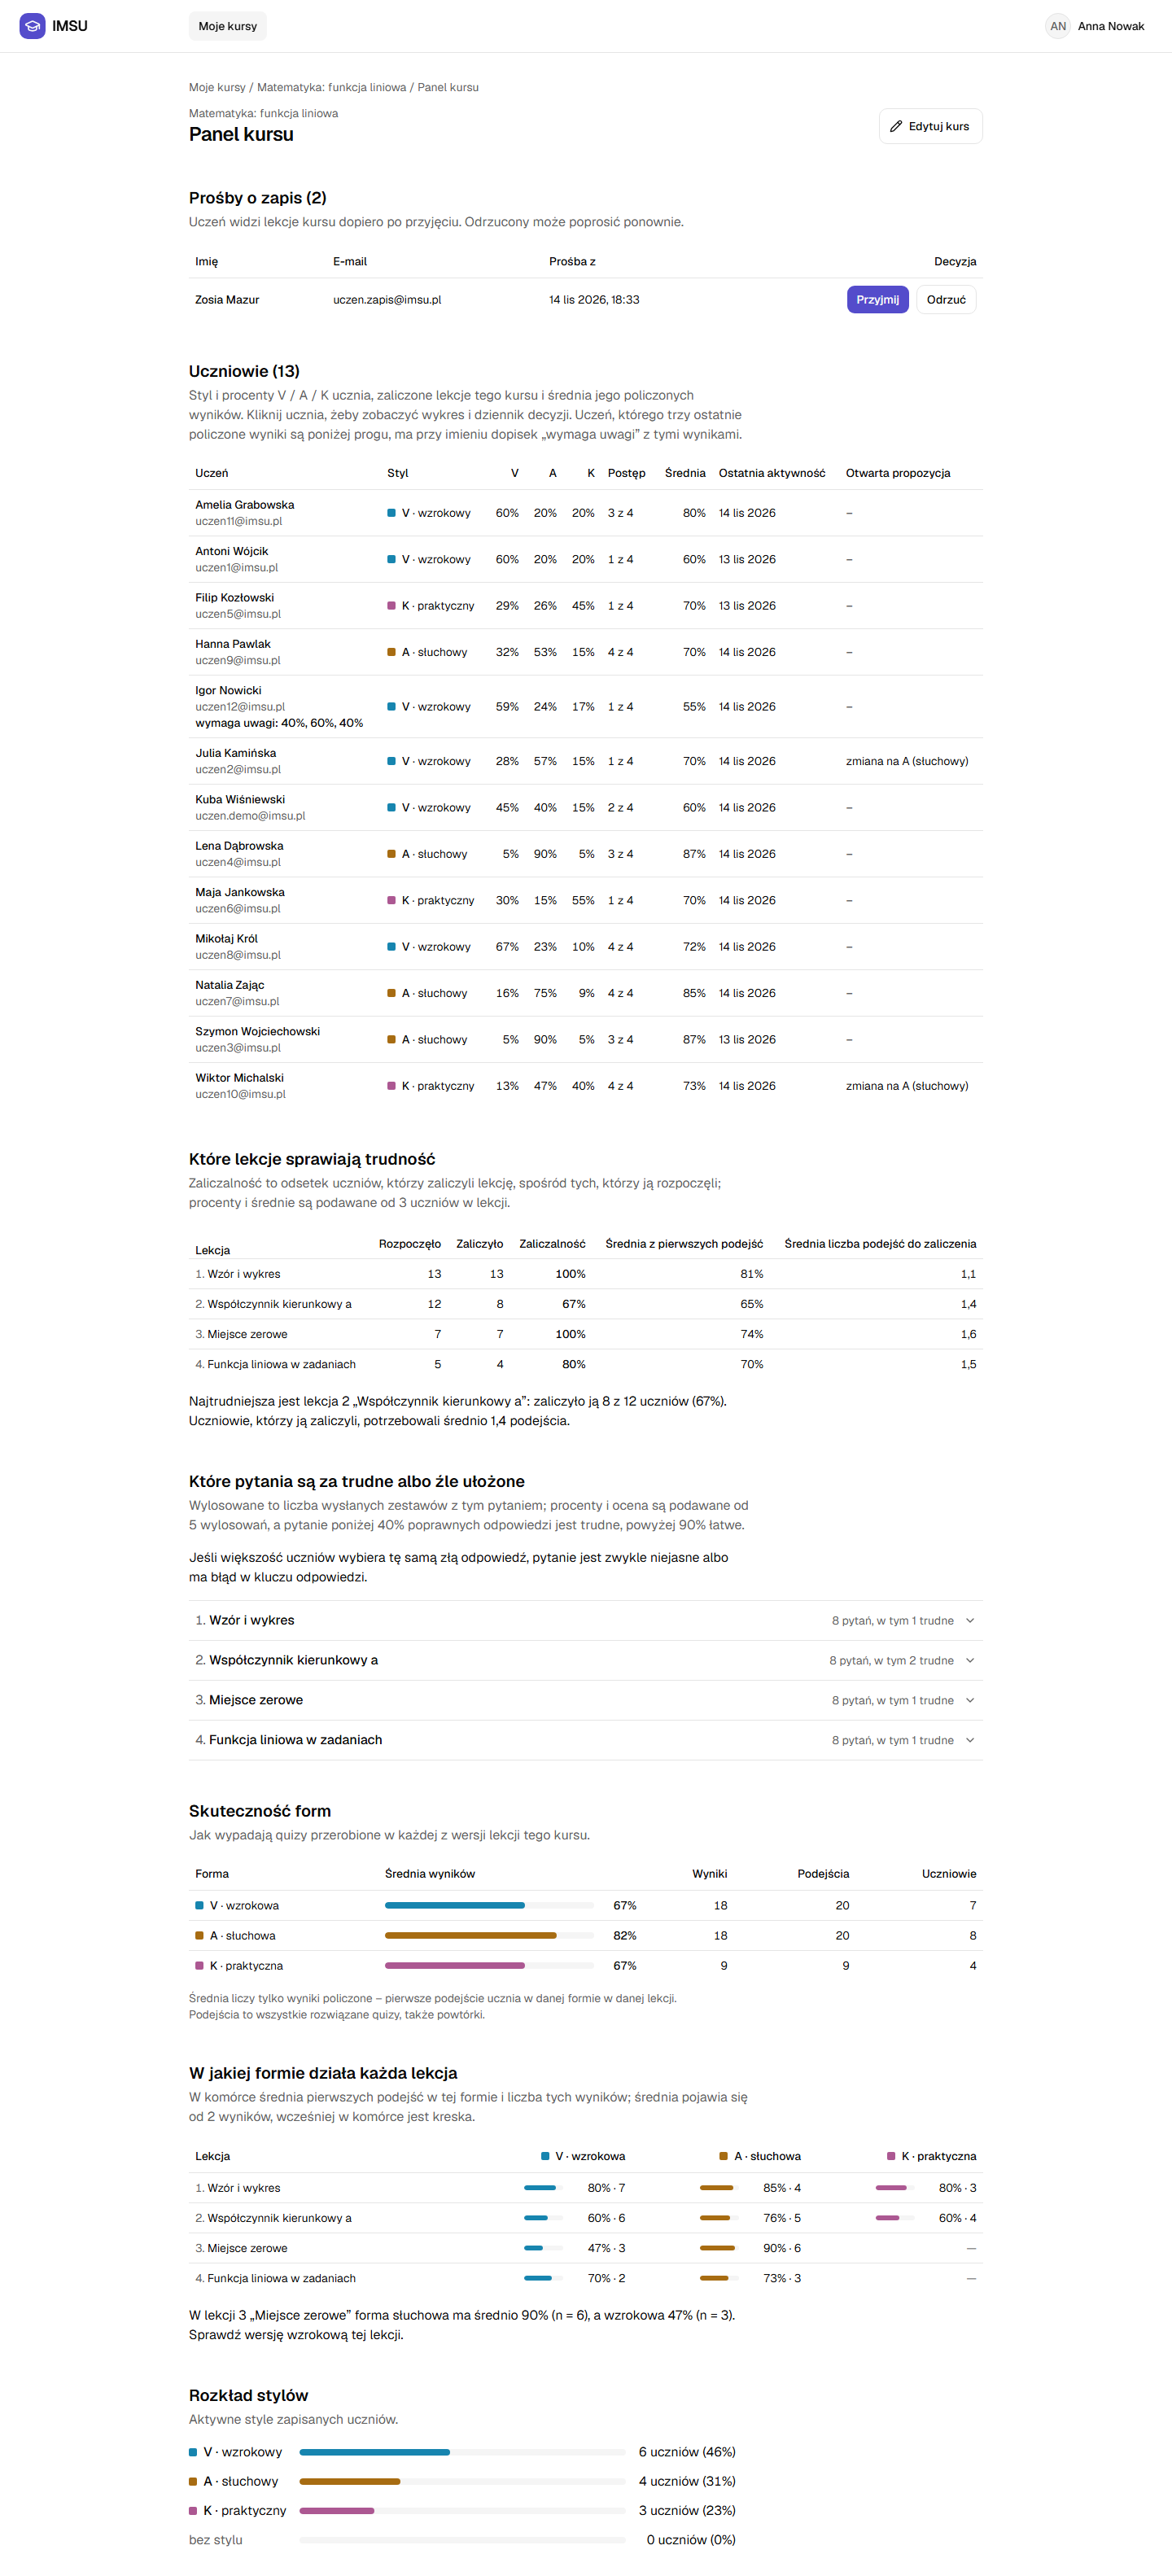 IMSU
Moje kursy
AN Anna Nowak
Moje kursy / Matematyka: funkcja liniowa / Panel kursu
Matematyka: funkcja liniowa
Panel kursu
Edytuj kurs
Prośby o zapis (2)
Uczeń widzi lekcje kursu dopiero po przyjęciu. Odrzucony może poprosić ponownie.
Imię E-mail Prośba z Decyzja
Zosia Mazur uczen.zapis@imsu.pl 14 lis 2026, 18:33 Przyjmij Odrzuć
Uczniowie (13)
Styl i procenty V / A / K ucznia, zaliczone lekcje tego kursu i średnia jego policzonych
wyników. Kliknij ucznia, żeby zobaczyć wykres i dziennik decyzji. Uczeń, którego trzy ostatnie
policzone wyniki są poniżej progu, ma przy imieniu dopisek „wymaga uwagi” z tymi wynikami.
Uczeń Styl V A K Postęp Średnia Ostatnia aktywność Otwarta propozycja
Amelia Grabowska
uczen11@imsu.pl
V · wzrokowy 60% 20% 20% 3 z 4 80% 14 lis 2026 –
Antoni Wójcik
uczen1@imsu.pl
V · wzrokowy 60% 20% 20% 1 z 4 60% 13 lis 2026 –
Filip Kozłowski
uczen5@imsu.pl
K · praktyczny 29% 26% 45% 1 z 4 70% 13 lis 2026 –
Hanna Pawlak
uczen9@imsu.pl
A · słuchowy 32% 53% 15% 4 z 4 70% 14 lis 2026 –
Igor Nowicki
uczen12@imsu.pl
wymaga uwagi: 40%, 60%, 40%
V · wzrokowy 59% 24% 17% 1 z 4 55% 14 lis 2026 –
Julia Kamińska
uczen2@imsu.pl
V · wzrokowy 28% 57% 15% 1 z 4 70% 14 lis 2026 zmiana na A (słuchowy)
Kuba Wiśniewski
uczen.demo@imsu.pl
V · wzrokowy 45% 40% 15% 2 z 4 60% 14 lis 2026 –
Lena Dąbrowska
uczen4@imsu.pl
A · słuchowy 5% 90% 5% 3 z 4 87% 14 lis 2026 –
Maja Jankowska
uczen6@imsu.pl
K · praktyczny 30% 15% 55% 1 z 4 70% 14 lis 2026 –
Mikołaj Król
uczen8@imsu.pl
V · wzrokowy 67% 23% 10% 4 z 4 72% 14 lis 2026 –
Natalia Zając
uczen7@imsu.pl
A · słuchowy 16% 75% 9% 4 z 4 85% 14 lis 2026 –
Szymon Wojciechowski
uczen3@imsu.pl
A · słuchowy 5% 90% 5% 3 z 4 87% 13 lis 2026 –
Wiktor Michalski
uczen10@imsu.pl
K · praktyczny 13% 47% 40% 4 z 4 73% 14 lis 2026 zmiana na A (słuchowy)
Które lekcje sprawiają trudność
Zaliczalność to odsetek uczniów, którzy zaliczyli lekcję, spośród tych, którzy ją rozpoczęli;
procenty i średnie są podawane od 3 uczniów w lekcji.
Lekcja Rozpoczęło Zaliczyło Zaliczalność Średnia z pierwszych podejść Średnia liczba podejść do zaliczenia
1. Wzór i wykres 13 13 100% 81% 1,1
2. Współczynnik kierunkowy a 12 8 67% 65% 1,4
3. Miejsce zerowe 7 7 100% 74% 1,6
4. Funkcja liniowa w zadaniach 5 4 80% 70% 1,5
Najtrudniejsza jest lekcja 2 „Współczynnik kierunkowy a”: zaliczyło ją 8 z 12 uczniów (67%).
Uczniowie, którzy ją zaliczyli, potrzebowali średnio 1,4 podejścia.
Które pytania są za trudne albo źle ułożone
Wylosowane to liczba wysłanych zestawów z tym pytaniem; procenty i ocena są podawane od
5 wylosowań, a pytanie poniżej 40% poprawnych odpowiedzi jest trudne, powyżej 90% łatwe.
Jeśli większość uczniów wybiera tę samą złą odpowiedź, pytanie jest zwykle niejasne albo
ma błąd w kluczu odpowiedzi.
1. Wzór i wykres 8 pytań, w tym 1 trudne
2. Współczynnik kierunkowy a 8 pytań, w tym 2 trudne
3. Miejsce zerowe 8 pytań, w tym 1 trudne
4. Funkcja liniowa w zadaniach 8 pytań, w tym 1 trudne
Skuteczność form
Jak wypadają quizy przerobione w każdej z wersji lekcji tego kursu.
Forma Średnia wyników Wyniki Podejścia Uczniowie
V · wzrokowa 67% 18 20 7
A · słuchowa 82% 18 20 8
K · praktyczna 67% 9 9 4
Średnia liczy tylko wyniki policzone – pierwsze podejście ucznia w danej formie w danej lekcji.
Podejścia to wszystkie rozwiązane quizy, także powtórki.
W jakiej formie działa każda lekcja
W komórce średnia pierwszych podejść w tej formie i liczba tych wyników; średnia pojawia się
od 2 wyników, wcześniej w komórce jest kreska.
Lekcja V · wzrokowa A · słuchowa K · praktyczna
1. Wzór i wykres 80% · 7 85% · 4 80% · 3
2. Współczynnik kierunkowy a 60% · 6 76% · 5 60% · 4
3. Miejsce zerowe 47% · 3 90% · 6 —
4. Funkcja liniowa w zadaniach 70% · 2 73% · 3 —
W lekcji 3 „Miejsce zerowe” forma słuchowa ma średnio 90% (n = 6), a wzrokowa 47% (n = 3).
Sprawdź wersję wzrokową tej lekcji.
Rozkład stylów
Aktywne style zapisanych uczniów.
V · wzrokowy 6 uczniów (46%)
A · słuchowy 4 uczniów (31%)
K · praktyczny 3 uczniów (23%)
bez stylu 0 uczniów (0%)